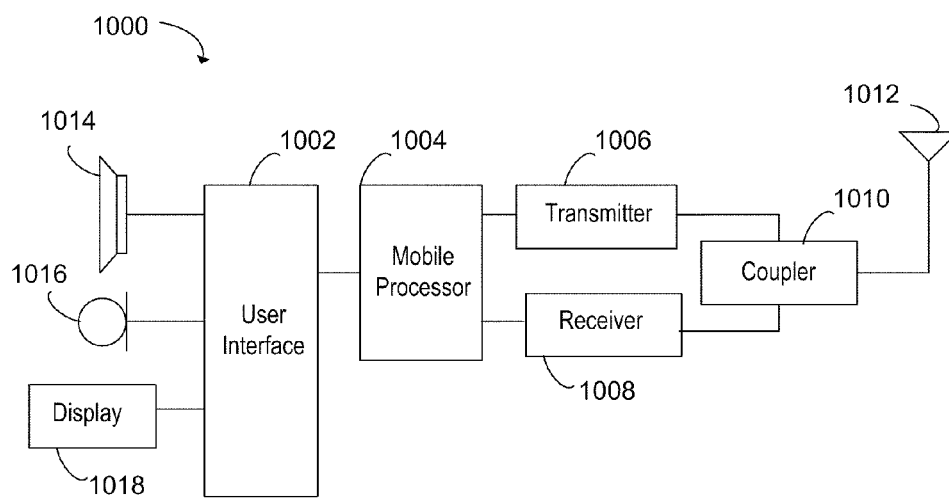 1000
1014
1002
1004
1006
1012
1010
Transmitter
Mobile
Processor
Coupler
1016
User
Interface
Receiver
1008
Display
1018